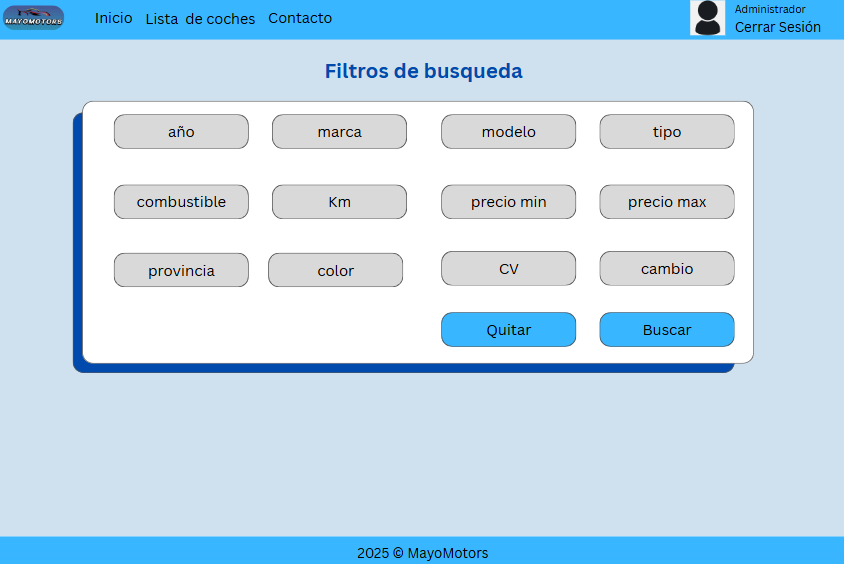 MAYOMOTORS
Inicio Lista de coches Contacto
Administrador
Cerrar Sesión
Filtros de busqueda
año marca modelo tipo
combustible Km precio min precio max
provincia color CV cambio
Quitar Buscar
2025 © MayoMotors